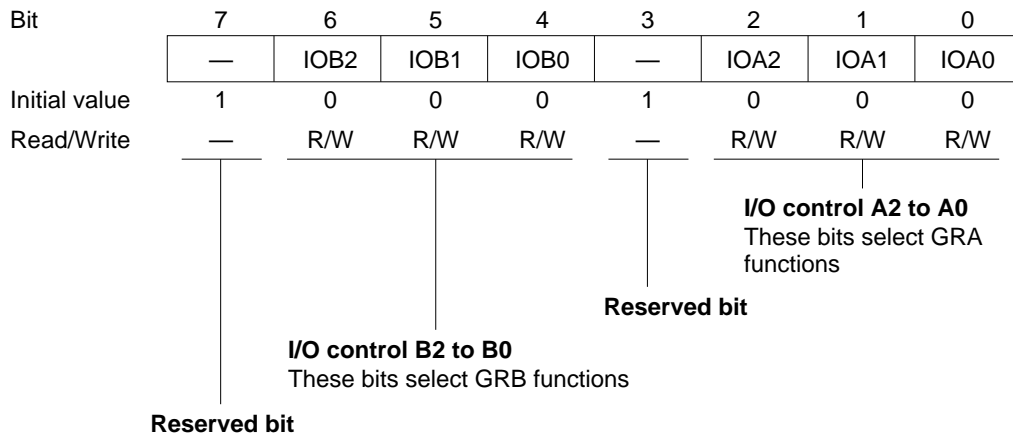 Bit 7 6 5 4 3 2 1 0
— IOB2 IOB1 IOB0 — IOA2 IOA1 IOA0
Initial value 1 0 0 0 1 0 0 0
Read/Write — R/W R/W R/W — R/W R/W R/W
I/O control A2 to A0
These bits select GRA
functions
Reserved bit
I/O control B2 to B0
These bits select GRB functions
Reserved bit